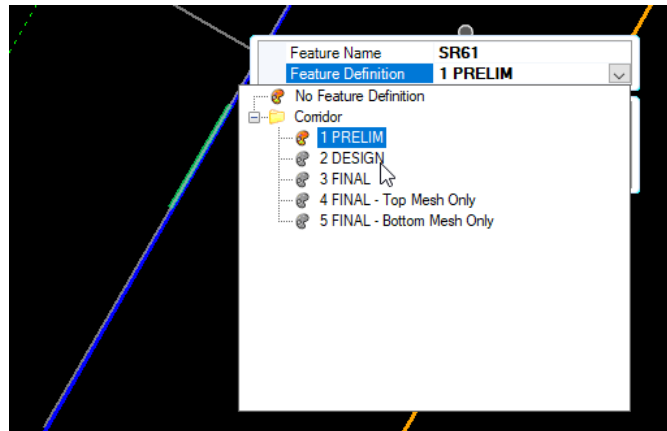 Feature Name SR61
Feature Definition 1 PRELIM
No Feature Definition
Corridor
1 PRELIM
2 DESIGN
3 FINAL
4 FINAL - Top Mesh Only
5 FINAL - Bottom Mesh Only